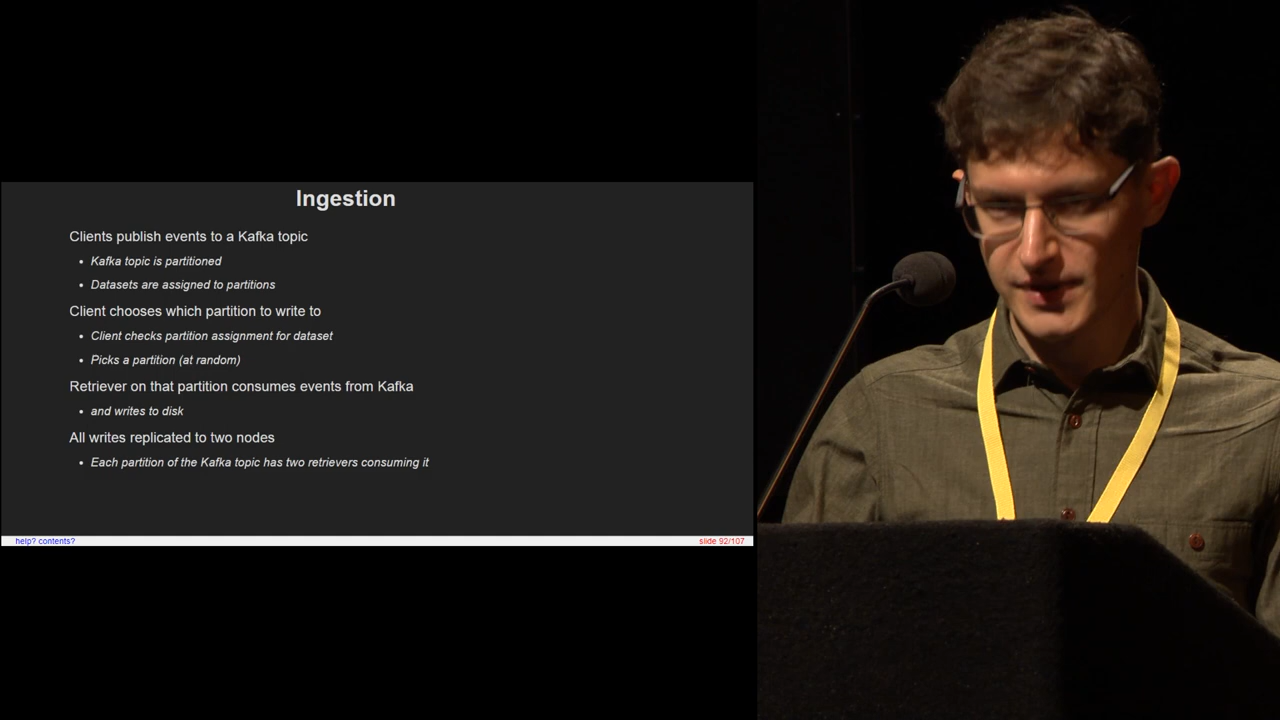 Ingestion
Clients publish events to a Kafka topic
Kafka topic is partitioned
Datasets are assigned to partitions
Client chooses which partition to write to
Client checks partition assignment for dataset
Picks a partition (at random)
Retriever on that partition consumes events from Kafka
and writes to disk
All writes replicated to two nodes
Each partition of the Kafka topic has two retrievers consuming it
help? contents?
slide 92/107